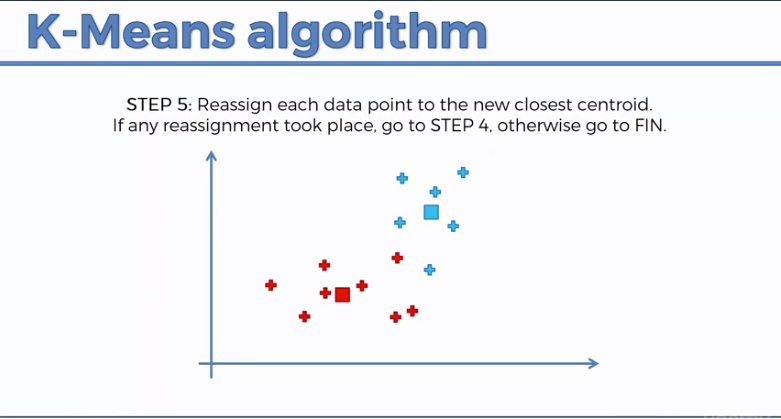 K-Means algorithm
STEP 5: Reassign each data point to the new closest centroid.
If any reassignment took place, go to STEP 4, otherwise go to FIN.